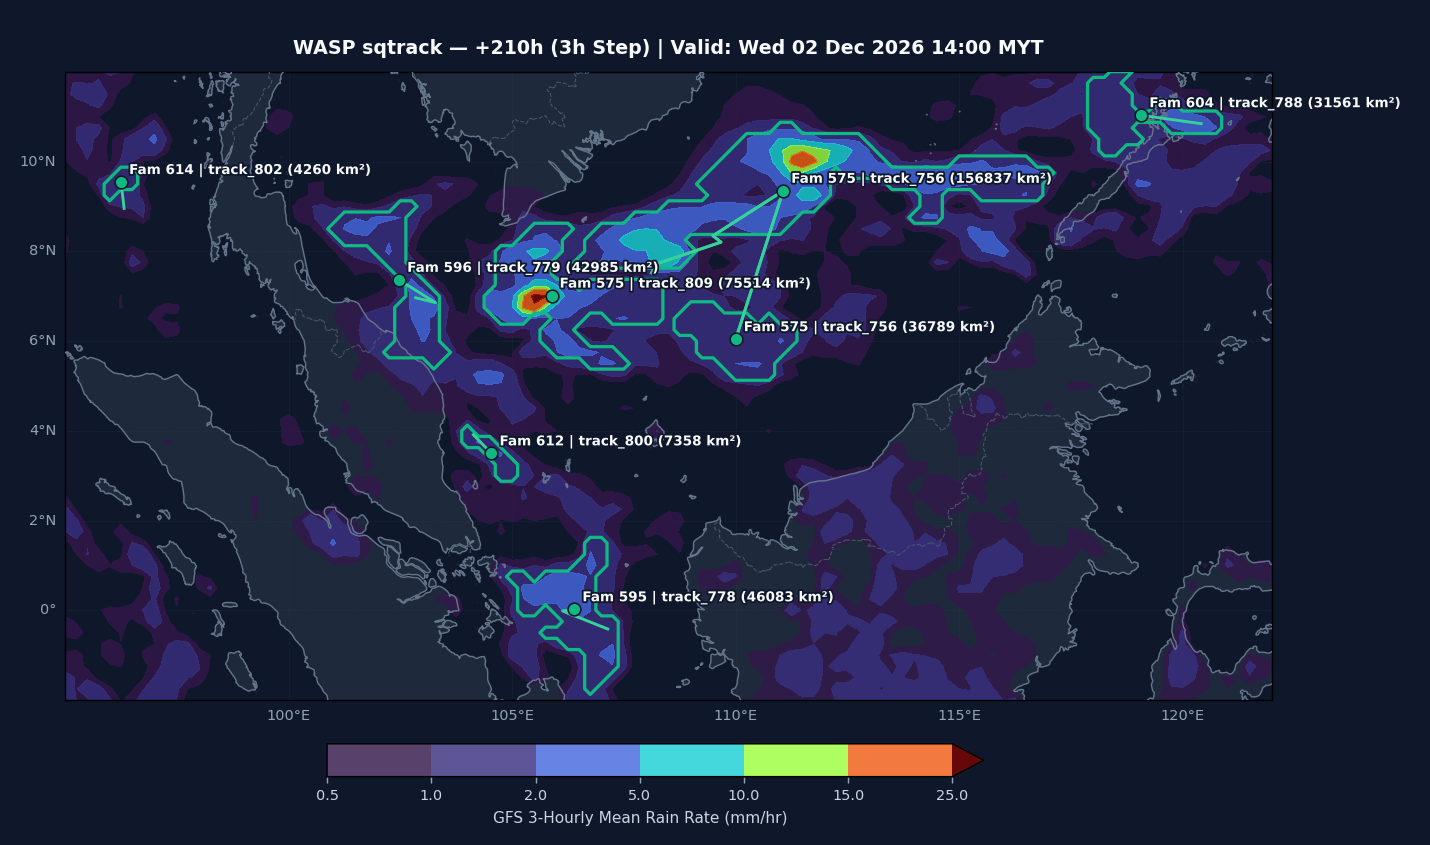 WASP sqtrack — +210h (3h Step) | Valid: Wed 02 Dec 2026 14:00 MYT
Fam 604 | track_788 (31561 km²)
10°N
Fam 614 | track_802 (4260 km²)
Fam 575 | track_756 (156837 km²)
8°N
Fam 596 | track_779 (42985 km²)
Fam 575 | track_809 (75514 km²)
Fam 575 | track_756 (36789 km²)
6°N
4°N
Fam 612 | track_800 (7358 km²)
2°N
Fam 595 | track_778 (46083 km²)
0°
100°E 105°E 110°E 115°E 120°E
0.5 1.0 2.0 5.0 10.0 15.0 25.0
GFS 3-Hourly Mean Rain Rate (mm/hr)